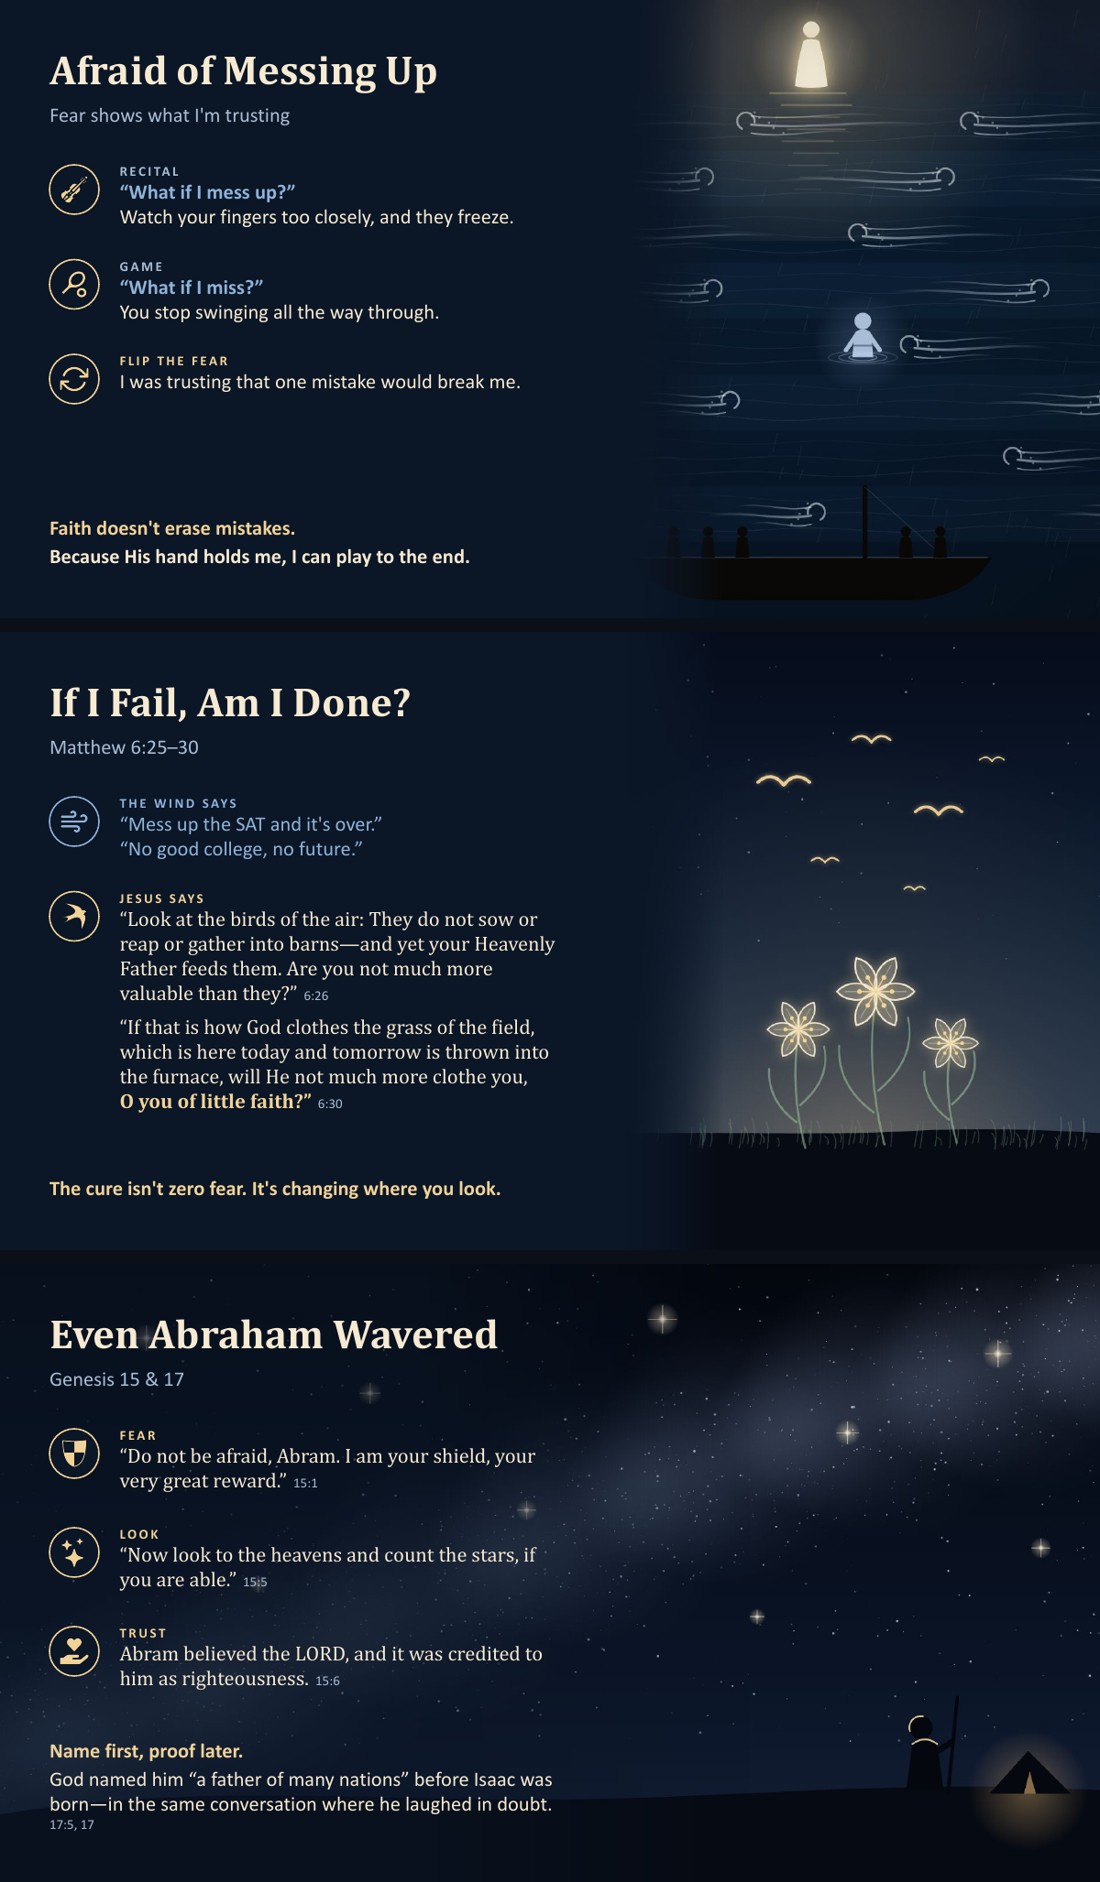 Afraid of Messing Up
Fear shows what I'm trusting
RECITAL
“What if I mess up?”
Watch your fingers too closely, and they freeze.
GAME
“What if I miss?”
You stop swinging all the way through.
FLIP THE FEAR
I was trusting that one mistake would break me.
Faith doesn't erase mistakes.
Because His hand holds me, I can play to the end.
If I Fail, Am I Done?
Matthew 6:25–30
THE WIND SAYS
“Mess up the SAT and it's over.”
“No good college, no future.”
JESUS SAYS
“Look at the birds of the air: They do not sow or
reap or gather into barns—and yet your Heavenly
Father feeds them. Are you not much more
valuable than they?” 6:26
“If that is how God clothes the grass of the field,
which is here today and tomorrow is thrown into
the furnace, will He not much more clothe you,
O you of little faith?” 6:30
The cure isn't zero fear. It's changing where you look.
Even Abraham Wavered
Genesis 15 & 17
FEAR
“Do not be afraid, Abram. I am your shield, your
very great reward.” 15:1
LOOK
“Now look to the heavens and count the stars, if
you are able.” 15:5
TRUST
Abram believed the LORD, and it was credited to
him as righteousness. 15:6
Name first, proof later.
God named him “a father of many nations” before Isaac was
born—in the same conversation where he laughed in doubt.
17:5, 17